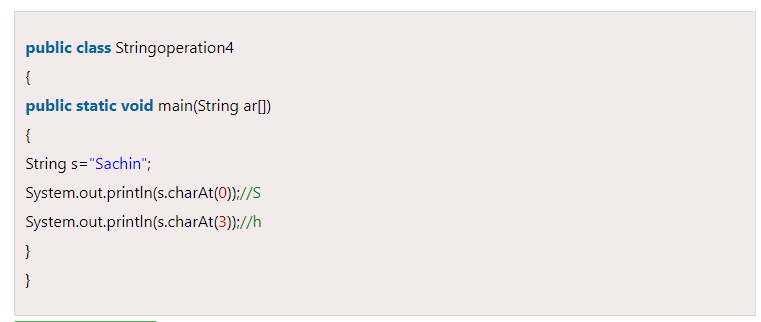 public class Stringoperation4
{
public static void main(String ar[])
{
String s="Sachin";
System.out.println(s.charAt(0));//S
System.out.println(s.charAt(3));//h
}
}